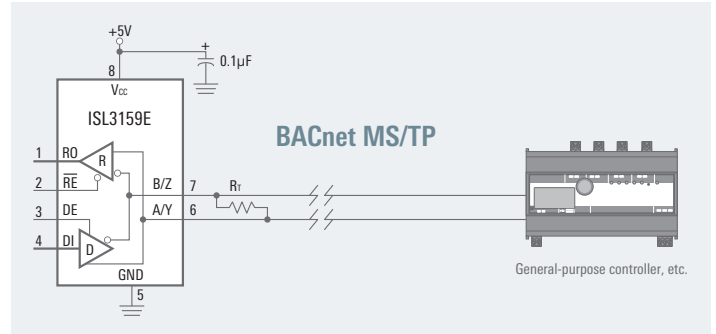 +5V
+
0.1µF
8
Vcc
ISL3159E
BACnet MS/TP
1 RO
R
2 RE
B/Z 7
RT
3 DE
A/Y 6
4 DI
D
GND
5
General-purpose controller, etc.